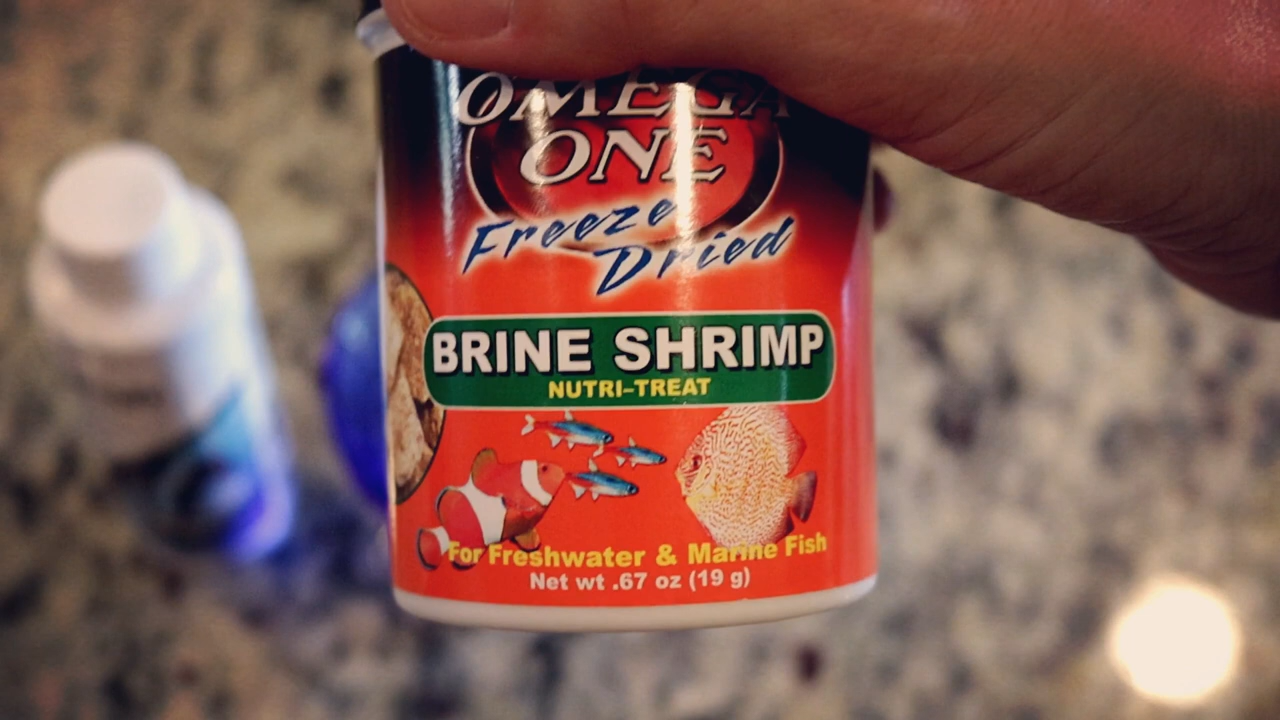 OMEGA
ONE
Freeze
Dried
BRINE SHRIMP
NUTRI-TREAT
For Freshwater & Marine Fish
Net wt .67 oz (19 g)